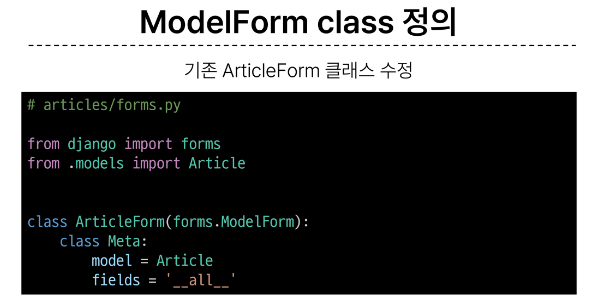 ModelForm class 정의
기존 ArticleForm 클래스 수정
# articles/forms.py
from django import forms
from .models import Article
class ArticleForm(forms.ModelForm):
    class Meta:
        model = Article
        fields = '__all__'